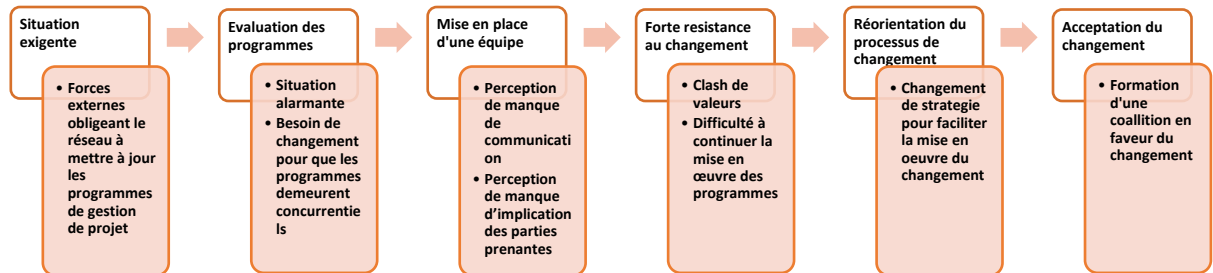 Situation
exigente
• Forces
externes
obligeant le
réseau à
mettre à jour
les
programmes
de gestion
de projet
Evaluation des
programmes
• Situation
alarmante
• Besoin de
changement
pour que les
programmes
demeurent
concurrentie
ls
Mise en place
d'une équipe
• Perception
de manque
de
communicati
on
• Perception
de manque
d’implication
des parties
prenantes
Forte resistance
au changement
• Clash de
valeurs
• Difficulté à
continuer la
mise en
œuvre des
programmes
Réorientation du
processus de
changement
• Changement
de strategie
pour faciliter
la mise en
oeuvre du
changement
Acceptation du
changement
• Formation
d'une
coallition en
faveur du
changement